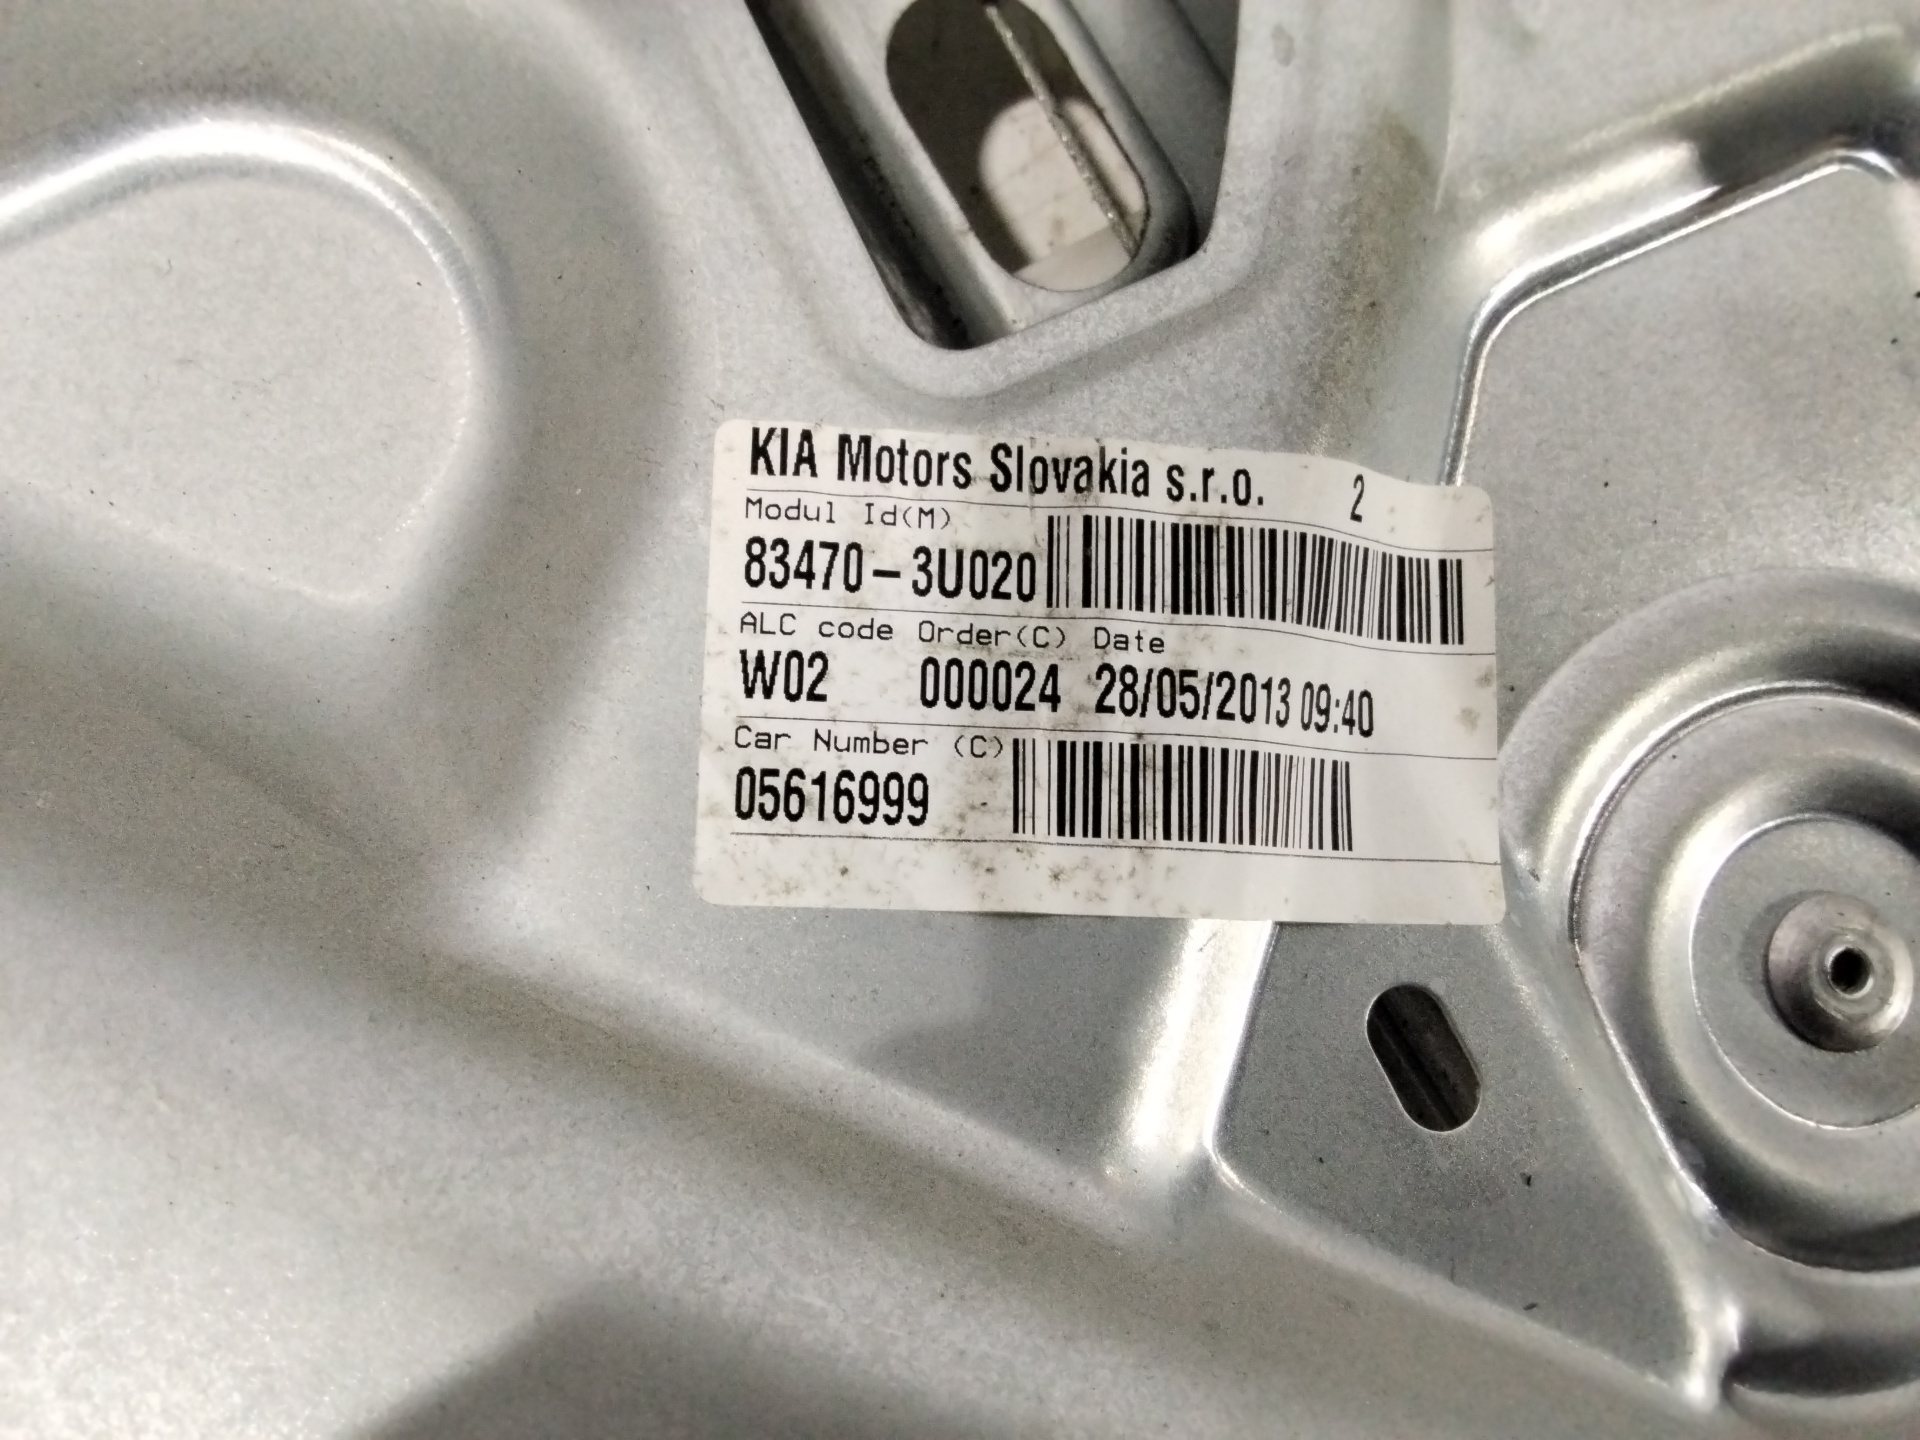 KIA Motors Slovakia s.r.o. 2
Modul Id(M)
83470-3U020
ALC code Order(C) Date
W02 000024 28/05/2013 09:40
Car Number (C)
05616999